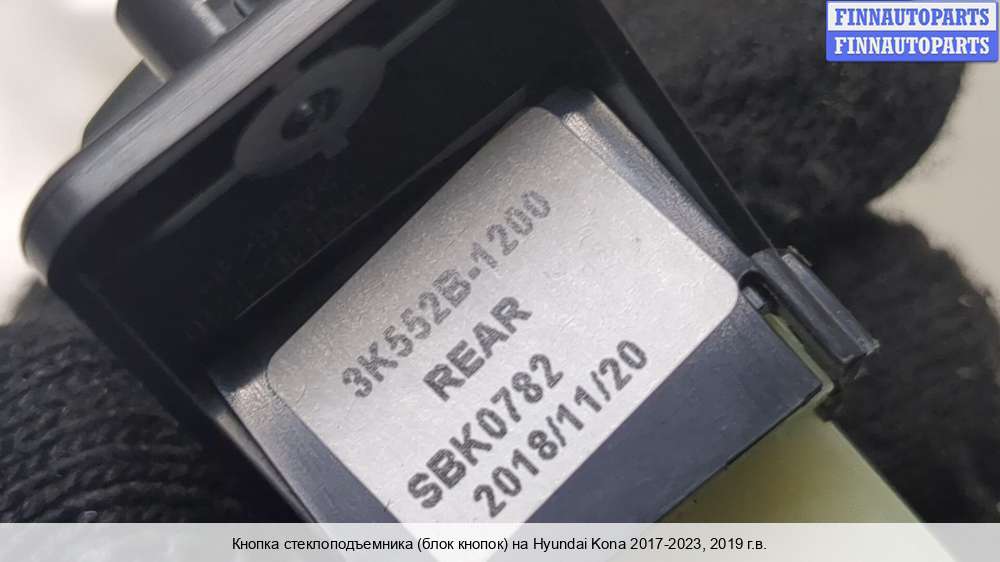 FINNAUTOPARTS
FINNAUTOPARTS
3K552B-1200
REAR
SBK0782
2018/11/20
Кнопка стеклоподъемника (блок кнопок) на Hyundai Kona 2017-2023, 2019 г.в.